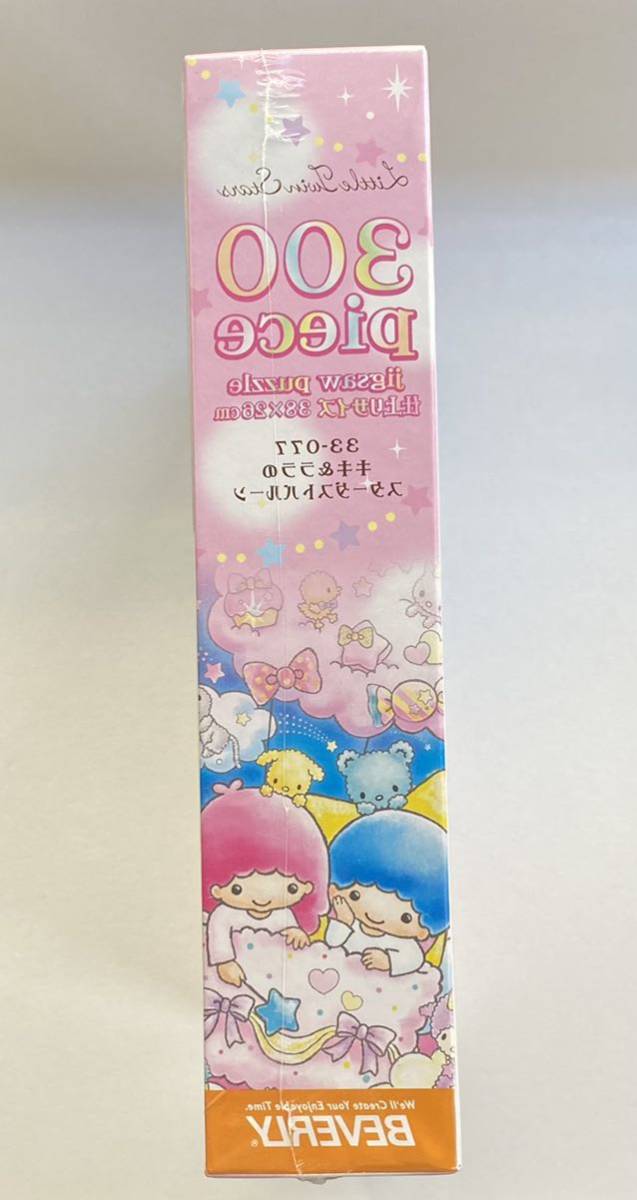 Little Twin Stars
300
piece
jigsaw puzzle
仕上りサイズ 38×26cm
33-077
キキ&ララの
スターダストバルーン
We'll Create Your Enjoyable Time.
BEVERLY®